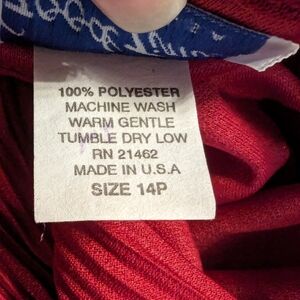 100% POLYESTER
MACHINE WASH
WARM GENTLE
TUMBLE DRY LOW
RN 21462
MADE IN U.S.A
SIZE 14P